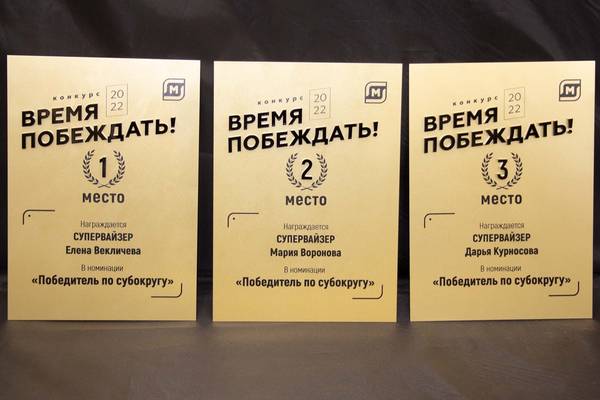 конкурс
20
22
М
ВРЕМЯ
ПОБЕЖДАТЬ!
1
место
Награждается
СУПЕРВАЙЗЕР
Елена Векличева
В номинации
«Победитель по субокругу»
конкурс
20
22
М
ВРЕМЯ
ПОБЕЖДАТЬ!
2
место
Награждается
СУПЕРВАЙЗЕР
Мария Воронова
В номинации
«Победитель по субокругу»
конкурс
20
22
М
ВРЕМЯ
ПОБЕЖДАТЬ!
3
место
Награждается
СУПЕРВАЙЗЕР
Дарья Курносова
В номинации
«Победитель по субокругу»